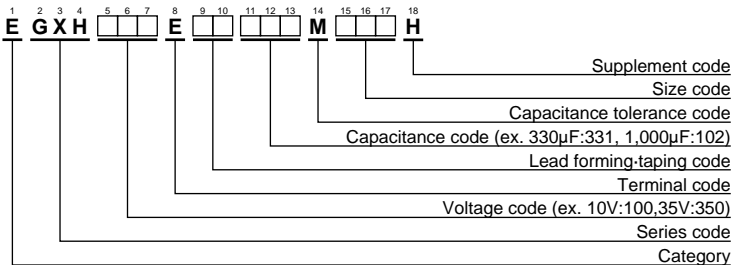 1 2 3 4 5 6 7 8 9 10 11 12 13 14 15 16 17 18
E G X H □□□ E □□ □□□ M □□□ H
Supplement code
Size code
Capacitance tolerance code
Capacitance code (ex. 330µF:331, 1,000µF:102)
Lead forming·taping code
Terminal code
Voltage code (ex. 10V:100,35V:350)
Series code
Category